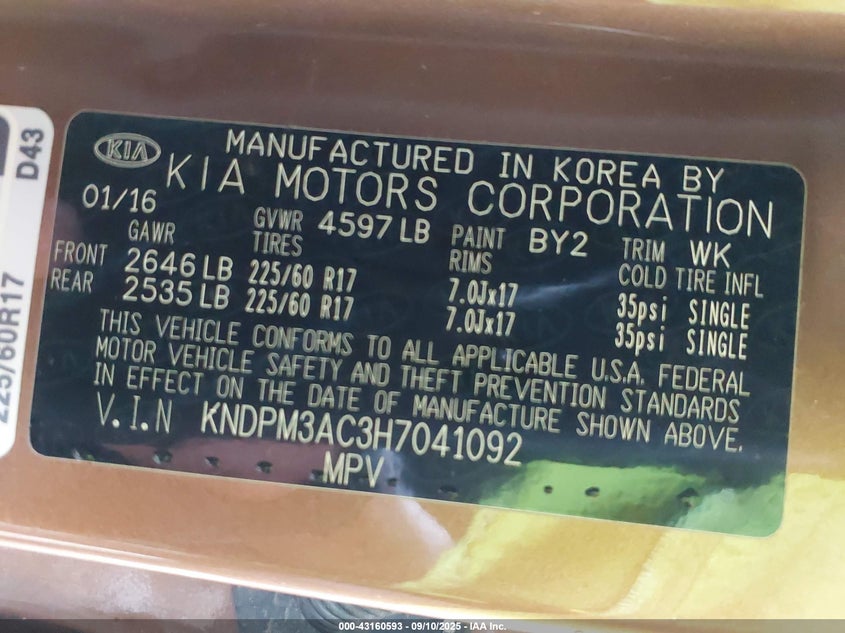 KIA
MANUFACTURED IN KOREA BY
KIA MOTORS CORPORATION
01/16 GVWR 4597 LB PAINT BY2 TRIM WK
GAWR TIRES RIMS COLD TIRE INFL
FRONT 2646 LB 225/60 R17 7.0Jx17 35psi SINGLE
REAR 2535 LB 225/60 R17 7.0Jx17 35psi SINGLE
THIS VEHICLE CONFORMS TO ALL APPLICABLE U.S.A. FEDERAL
MOTOR VEHICLE SAFETY AND THEFT PREVENTION STANDARDS
IN EFFECT ON THE DATE OF MANUFACTURE SHOWN ABOVE.
V.I.N KNDPM3AC3H7041092
MPV
D43
225/60R17
000-43160593 - 09/10/2025 - IAA Inc.